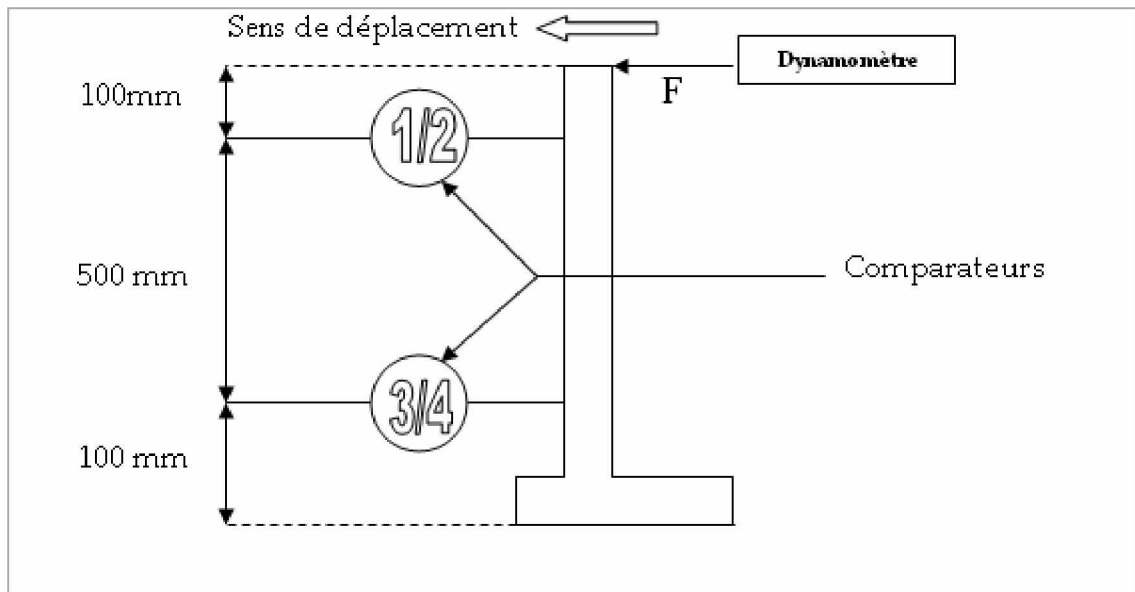 Sens de déplacement
Dynamomètre
F
100mm
1/2
500 mm
Comparateurs
3/4
100 mm